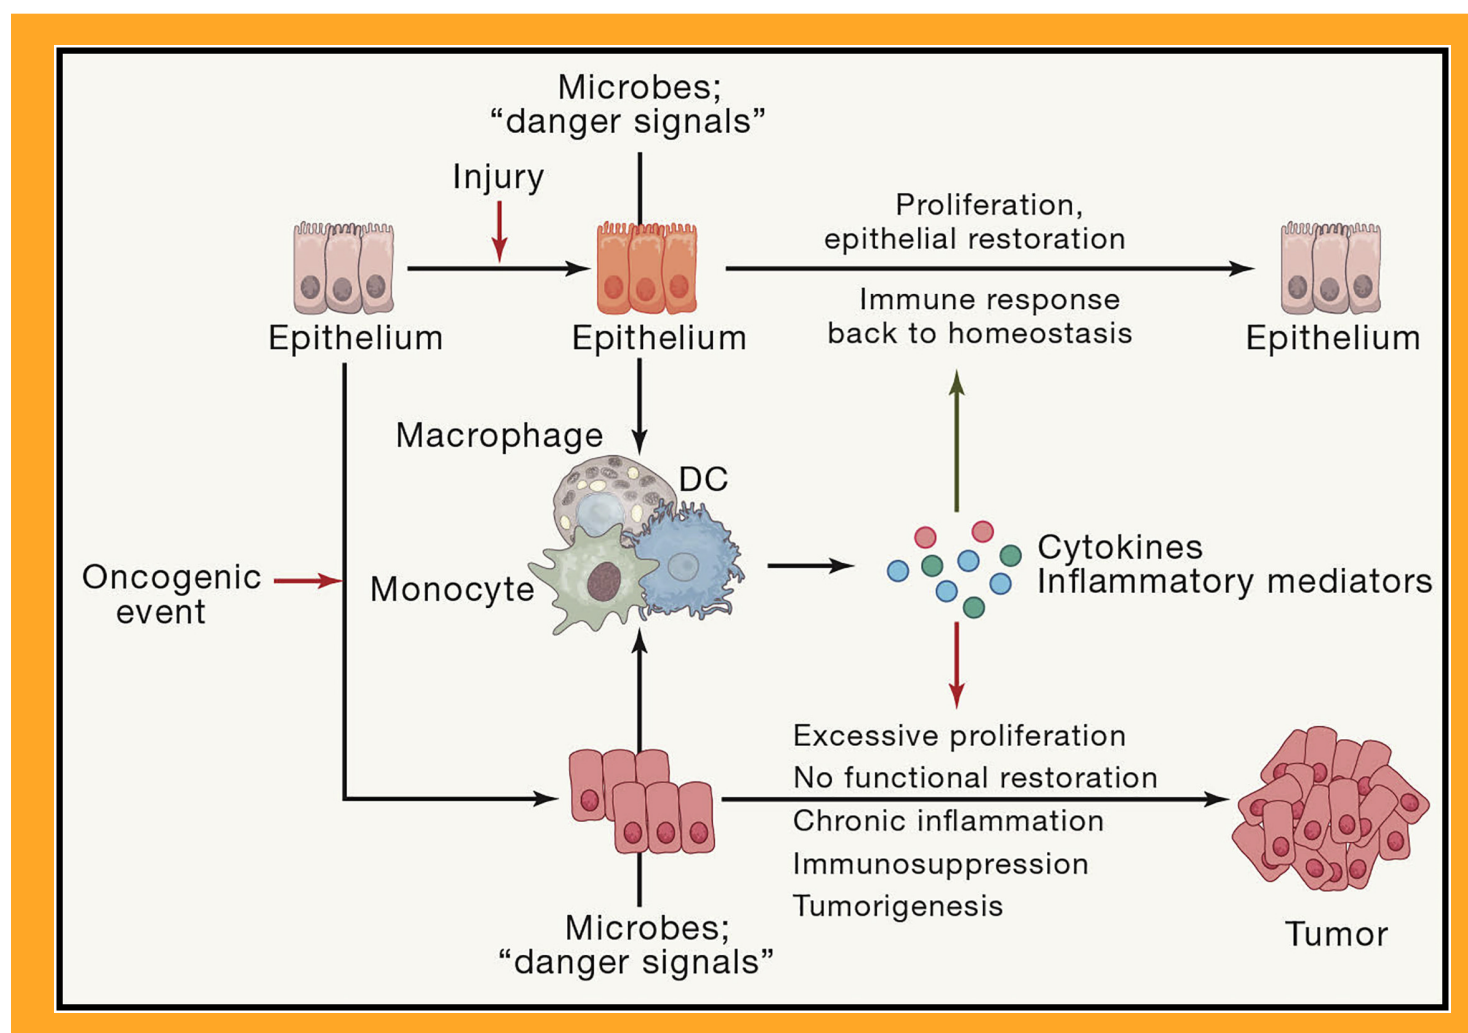 Microbes;
“danger signals”
Injury
Proliferation,
epithelial restoration
Immune response
back to homeostasis
Epithelium
Epithelium
Epithelium
Macrophage
DC
Monocyte
Oncogenic
event
Cytokines
Inflammatory mediators
Excessive proliferation
No functional restoration
Chronic inflammation
Immunosuppression
Tumorigenesis
Microbes;
“danger signals”
Tumor